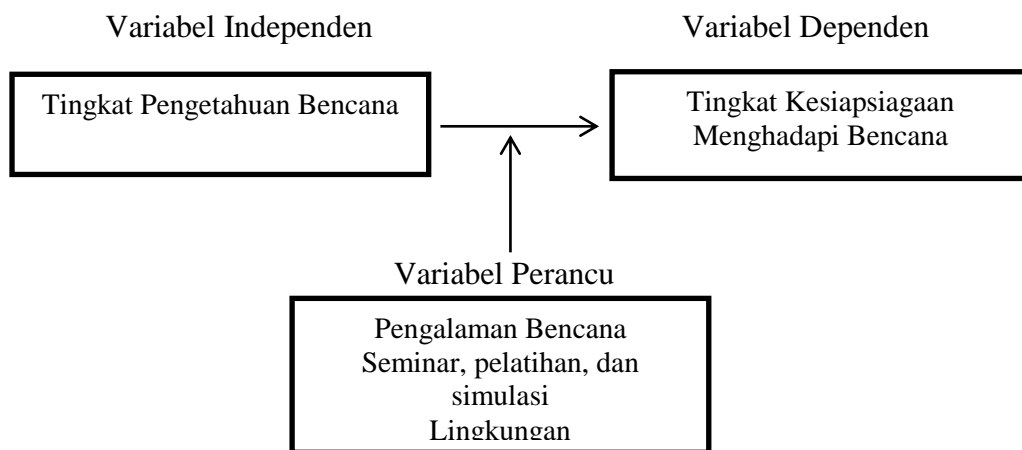 Variabel Independen
Variabel Dependen
Tingkat Pengetahuan Bencana
Tingkat Kesiapsiagaan
Menghadapi Bencana
Variabel Perancu
Pengalaman Bencana
Seminar, pelatihan, dan
simulasi
Lingkungan